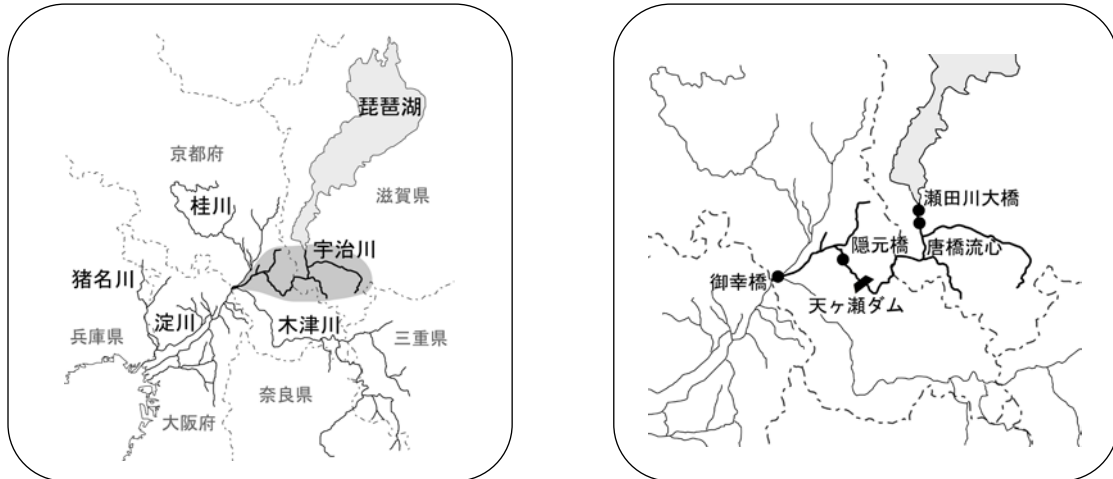 琵琶湖
京都府
滋賀県
桂川
宇治川
猪名川
淀川
木津川
兵庫県
三重県
奈良県
大阪府
瀬田川大橋
隠元橋
唐橋流心
御幸橋
天ヶ瀬ダム